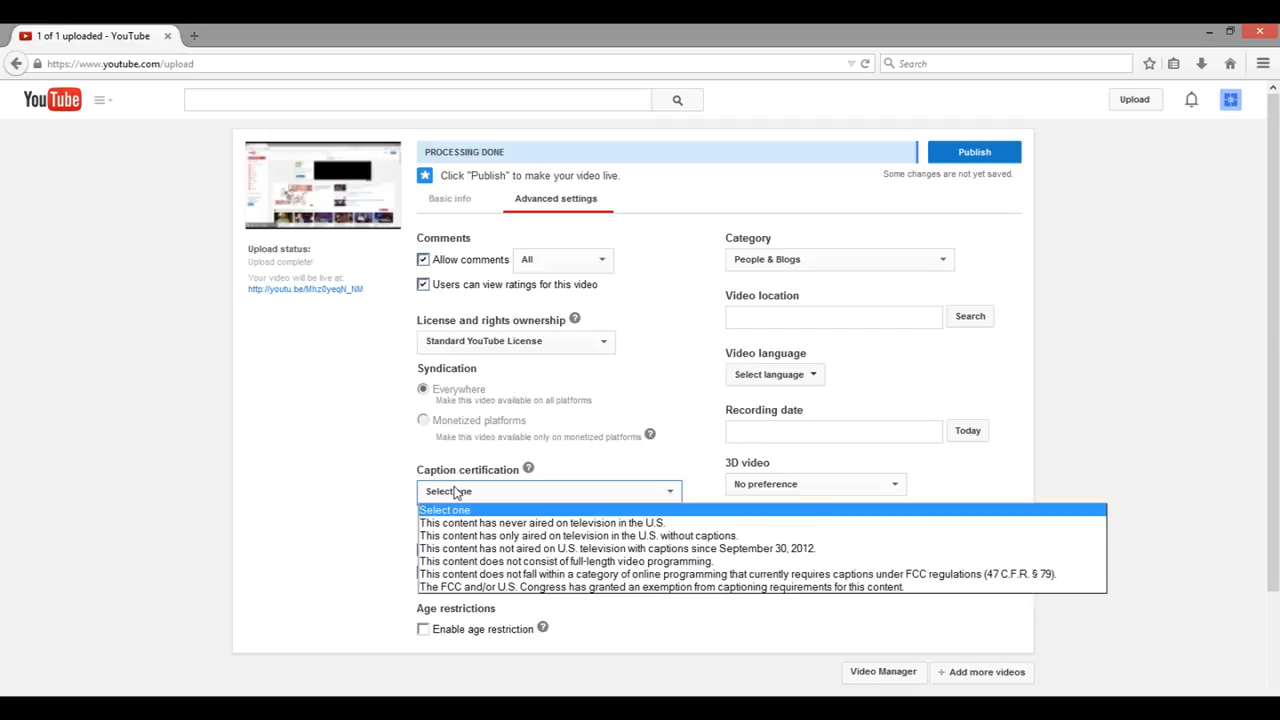 1 of 1 uploaded - YouTube
https://www.youtube.com/upload
Search
YouTube
Upload
PROCESSING DONE
Publish
Click "Publish" to make your video live.
Some changes are not yet saved.
Basic info
Advanced settings
Upload status:
Upload complete!
Your video will be live at:
http://youtu.be/Mhz0yeqN_NM
Comments
Allow comments
All
Users can view ratings for this video
License and rights ownership
Standard YouTube License
Syndication
Everywhere
Make this video available on all platforms
Monetized platforms
Make this video available only on monetized platforms
Caption certification
Select one
Select one
This content has never aired on television in the U.S.
This content has only aired on television in the U.S. without captions.
This content has not aired on U.S. television with captions since September 30, 2012.
This content does not consist of full-length video programming.
This content does not fall within a category of online programming that currently requires captions under FCC regulations (47 C.F.R. § 79).
The FCC and/or U.S. Congress has granted an exemption from captioning requirements for this content.
Age restrictions
Enable age restriction
Category
People & Blogs
Video location
Search
Video language
Select language
Recording date
Today
3D video
No preference
Video Manager
+ Add more videos